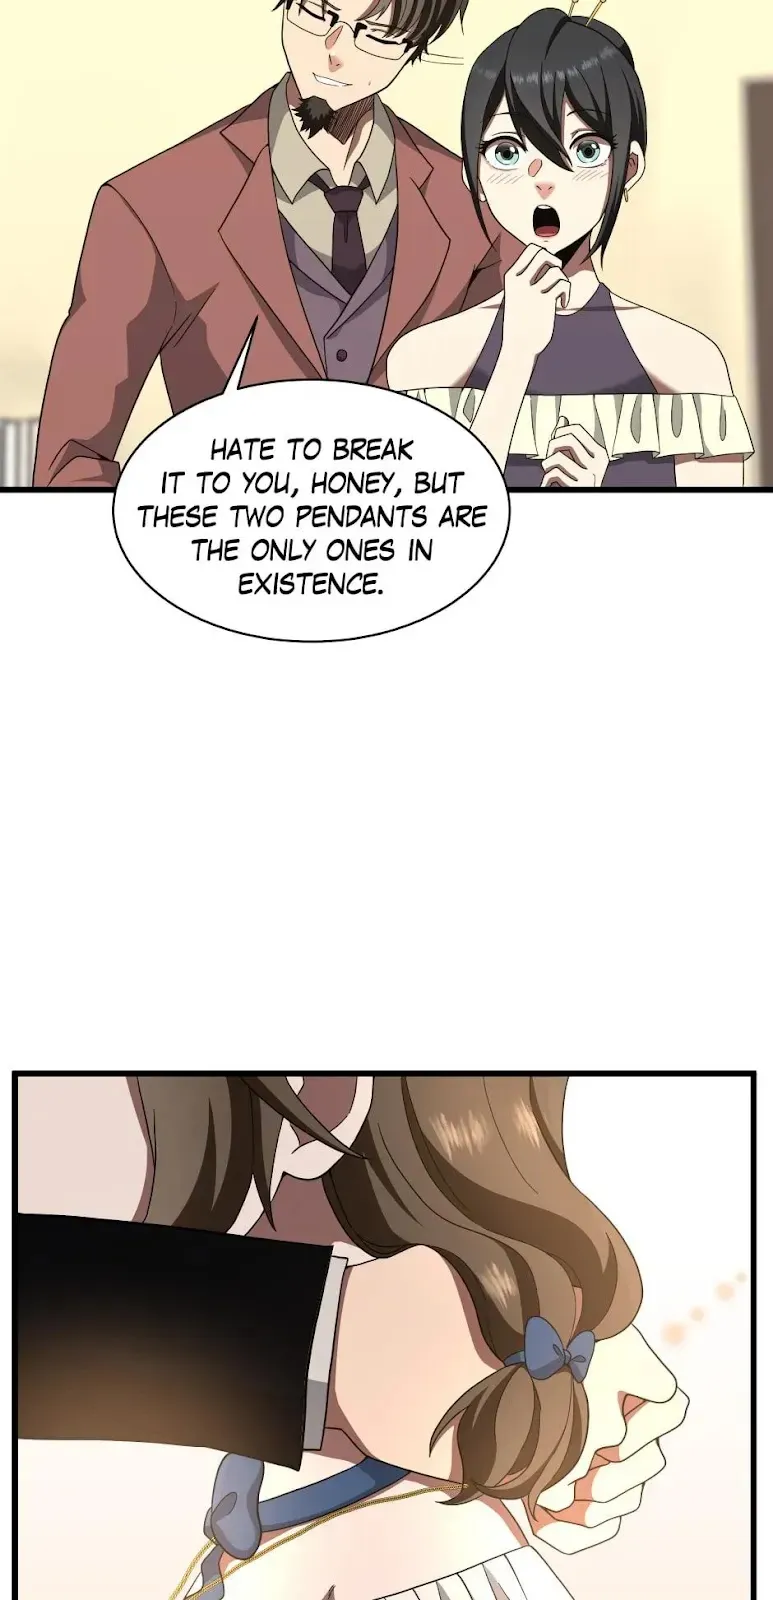 HATE TO BREAK
IT TO YOU, HONEY, BUT
THESE TWO PENDANTS ARE
THE ONLY ONES IN
EXISTENCE.